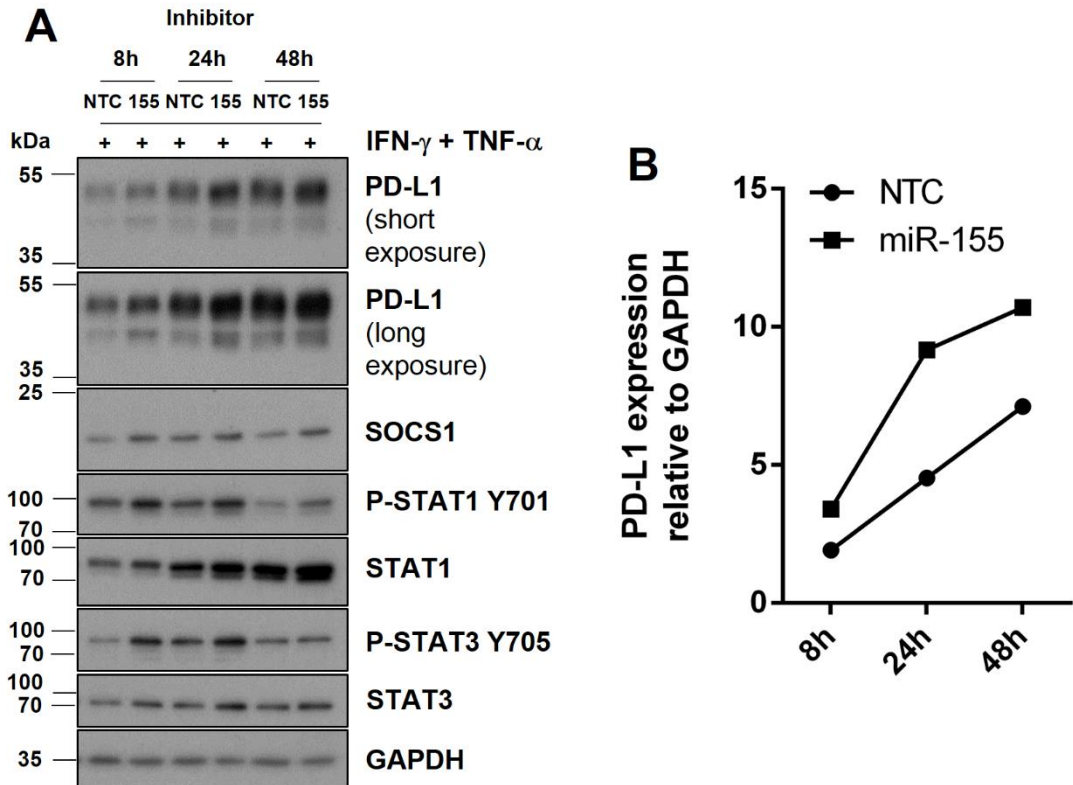 A
Inhibitor
8h 24h 48h
NTC 155 NTC 155 NTC 155
kDa + + + + + + IFN-γ + TNF-α
55
35
PD-L1
(short
exposure)
55
35
PD-L1
(long
exposure)
25
SOCS1
100
70
P-STAT1 Y701
100
70
STAT1
100
70
P-STAT3 Y705
100
70
STAT3
35
GAPDH
B
PD-L1 expression
relative to GAPDH
15
10
5
0
NTC
miR-155
8h
24h
48h